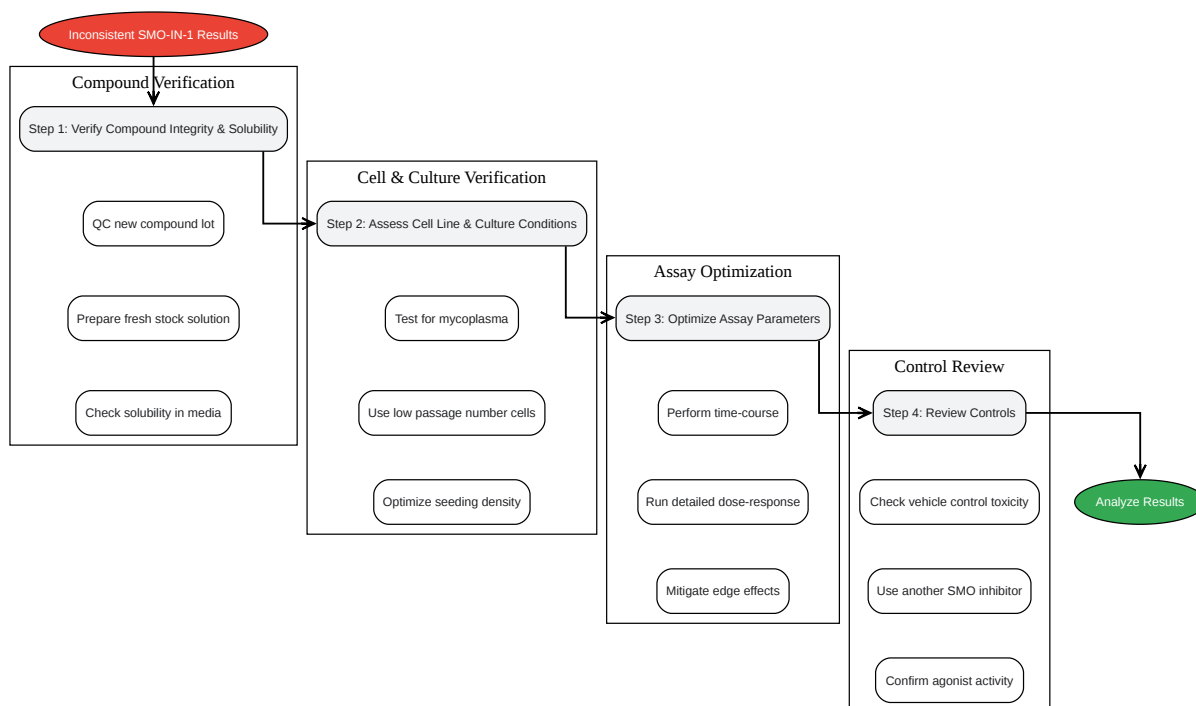 Inconsistent SMO-IN-1 Results
Compound Verification
Step 1: Verify Compound Integrity & Solubility
QC new compound lot
Prepare fresh stock solution
Check solubility in media
Cell & Culture Verification
Step 2: Assess Cell Line & Culture Conditions
Test for mycoplasma
Use low passage number cells
Optimize seeding density
Assay Optimization
Step 3: Optimize Assay Parameters
Perform time-course
Run detailed dose-response
Mitigate edge effects
Control Review
Step 4: Review Controls
Check vehicle control toxicity
Use another SMO inhibitor
Confirm agonist activity
Analyze Results